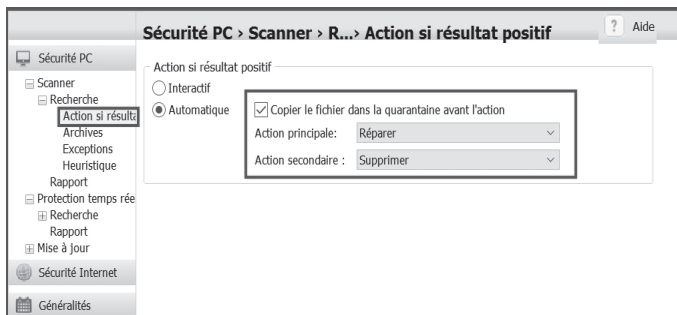 Sécurité PC › Scanner › R...› Action si résultat positif
Aide
Sécurité PC
Scanner
Recherche
Action si résulta
Archives
Exceptions
Heuristique
Rapport
Protection temps rée
Recherche
Rapport
Mise à jour
Sécurité Internet
Généralités
Action si résultat positif
Interactif
Automatique
Copier le fichier dans la quarantaine avant l'action
Action principale: Réparer
Action secondaire : Supprimer